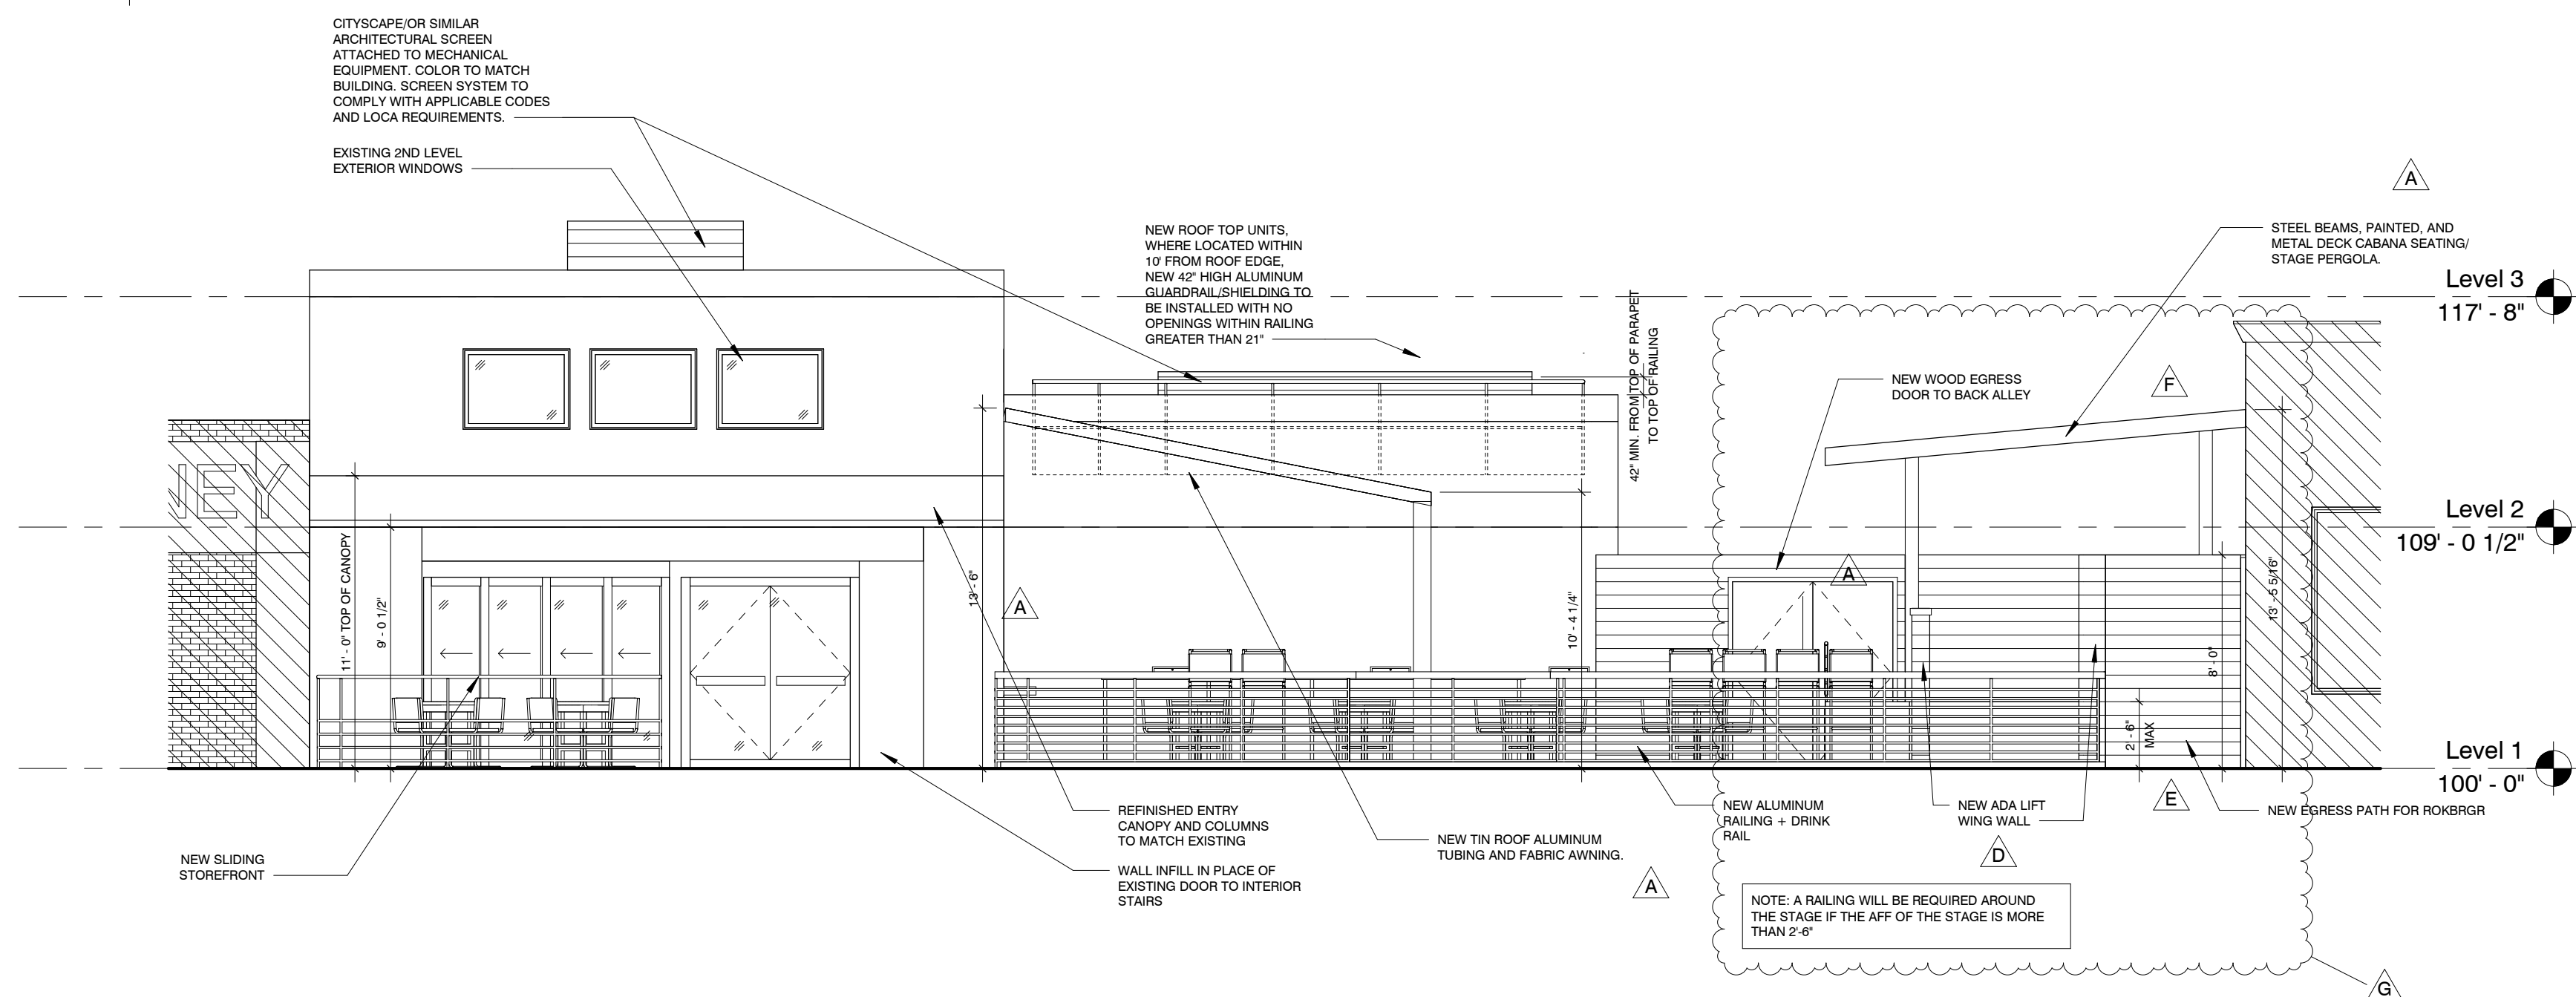 CITYSCAPE/OR SIMILAR
ARCHITECTURAL SCREEN
ATTACHED TO MECHANICAL
EQUIPMENT. COLOR TO MATCH
BUILDING. SCREEN SYSTEM TO
COMPLY WITH APPLICABLE CODES
AND LOCA REQUIREMENTS.
EXISTING 2ND LEVEL
EXTERIOR WINDOWS
NEW ROOF TOP UNITS,
WHERE LOCATED WITHIN
10' FROM ROOF EDGE,
NEW 42" HIGH ALUMINUM
GUARDRAIL/SHIELDING TO
BE INSTALLED WITH NO
OPENINGS WITHIN RAILING
GREATER THAN 21"
42" MIN. FROM TOP OF PARAPET
TO TOP OF RAILING
A
STEEL BEAMS, PAINTED, AND
METAL DECK CABANA SEATING/
STAGE PERGOLA.
Level 3
117' - 8"
NEW WOOD EGRESS
DOOR TO BACK ALLEY
F
NEY
Level 2
109' - 0 1/2"
11' - 0" TOP OF CANOPY
9' - 0 1/2"
13' - 6"
A
10' - 4 1/4"
A
13' - 5 5/16"
8' - 0"
2' - 6"
MAX
Level 1
100' - 0"
E
NEW EGRESS PATH FOR ROKBRGR
NEW ADA LIFT
WING WALL
D
NEW ALUMINUM
RAILING + DRINK
RAIL
REFINISHED ENTRY
CANOPY AND COLUMNS
TO MATCH EXISTING
NEW TIN ROOF ALUMINUM
TUBING AND FABRIC AWNING.
A
NEW SLIDING
STOREFRONT
WALL INFILL IN PLACE OF
EXISTING DOOR TO INTERIOR
STAIRS
NOTE: A RAILING WILL BE REQUIRED AROUND
THE STAGE IF THE AFF OF THE STAGE IS MORE
THAN 2'-6"
G